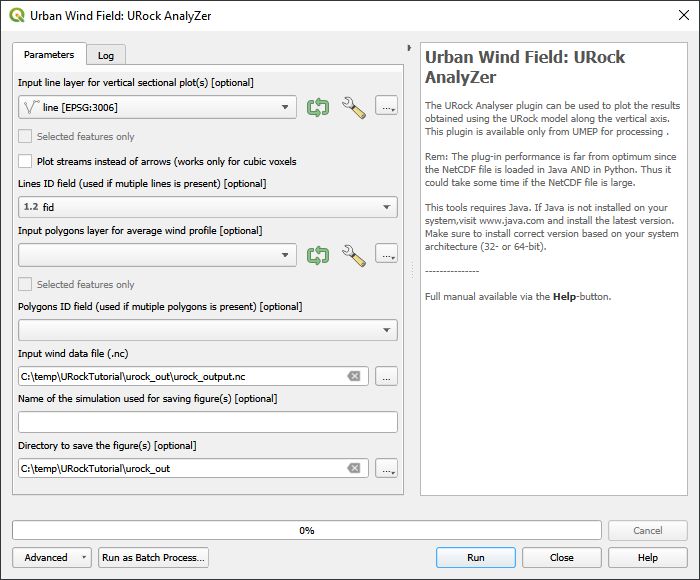 Urban Wind Field: URock AnalyZer
Parameters
Log
Input line layer for vertical sectional plot(s) [optional]
line [EPSG:3006]
...
Selected features only
Plot streams instead of arrows (works only for cubic voxels
Lines ID field (used if mutiple lines is present) [optional]
1.2 fid
Input polygons layer for average wind profile [optional]
...
Selected features only
Polygons ID field (used if mutiple polygons is present) [optional]
Input wind data file (.nc)
C:\temp\URockTutorial\urock_out\urock_output.nc
...
Name of the simulation used for saving figure(s) [optional]
Directory to save the figure(s) [optional]
C:\temp\URockTutorial\urock_out
...
Urban Wind Field: URock
AnalyZer
The URock Analyser plugin can be used to plot the results
obtained using the URock model along the vertical axis.
This plugin is available only from UMEP for processing .
Rem: The plug-in performance is far from optimum since
the NetCDF file is loaded in Java AND in Python. Thus it
could take some time if the NetCDF file is large.
This tools requires Java. If Java is not installed on your
system,visit www.java.com and install the latest version.
Make sure to install correct version based on your system
architecture (32- or 64-bit).
---------------
Full manual available via the Help-button.
0%
Cancel
Advanced
Run as Batch Process...
Run
Close
Help